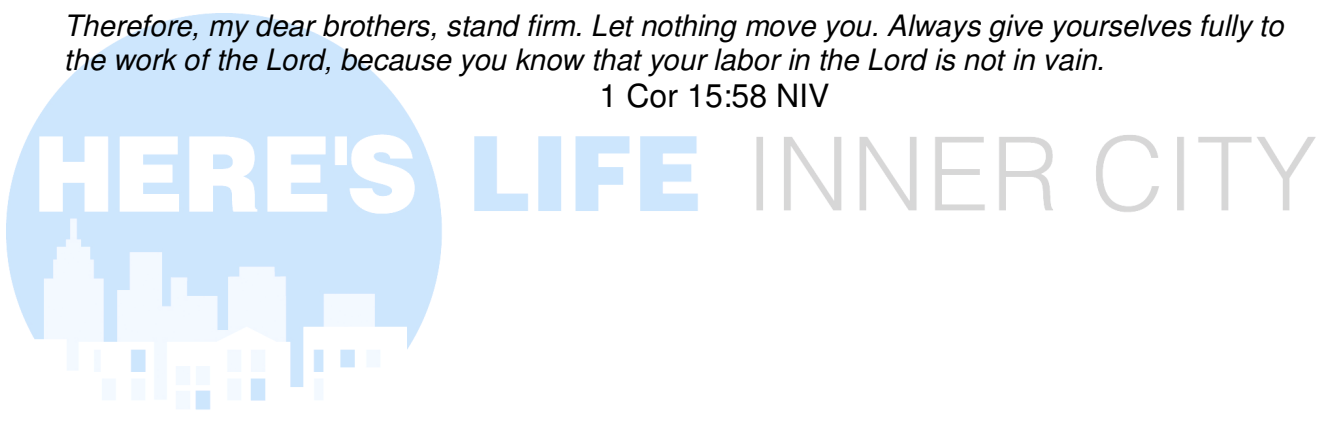 Therefore, my dear brothers, stand firm. Let nothing move you. Always give yourselves fully to
the work of the Lord, because you know that your labor in the Lord is not in vain.
1 Cor 15:58 NIV
HERE'S LIFE INNER CITY